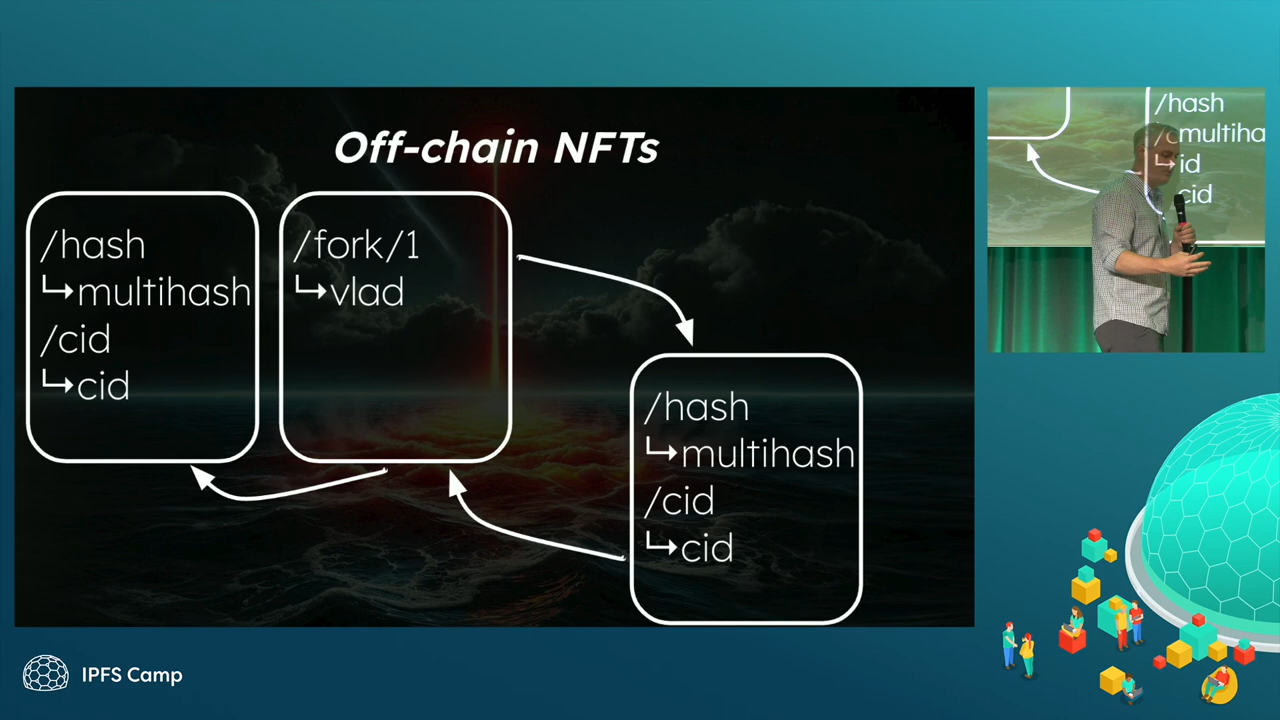 Off-chain NFTs
/hash
↳multihash
/cid
↳cid
/fork/1
↳vlad
/hash
↳multihash
/cid
↳cid
/hash
/cmultiha
↳id
cid
IPFS Camp